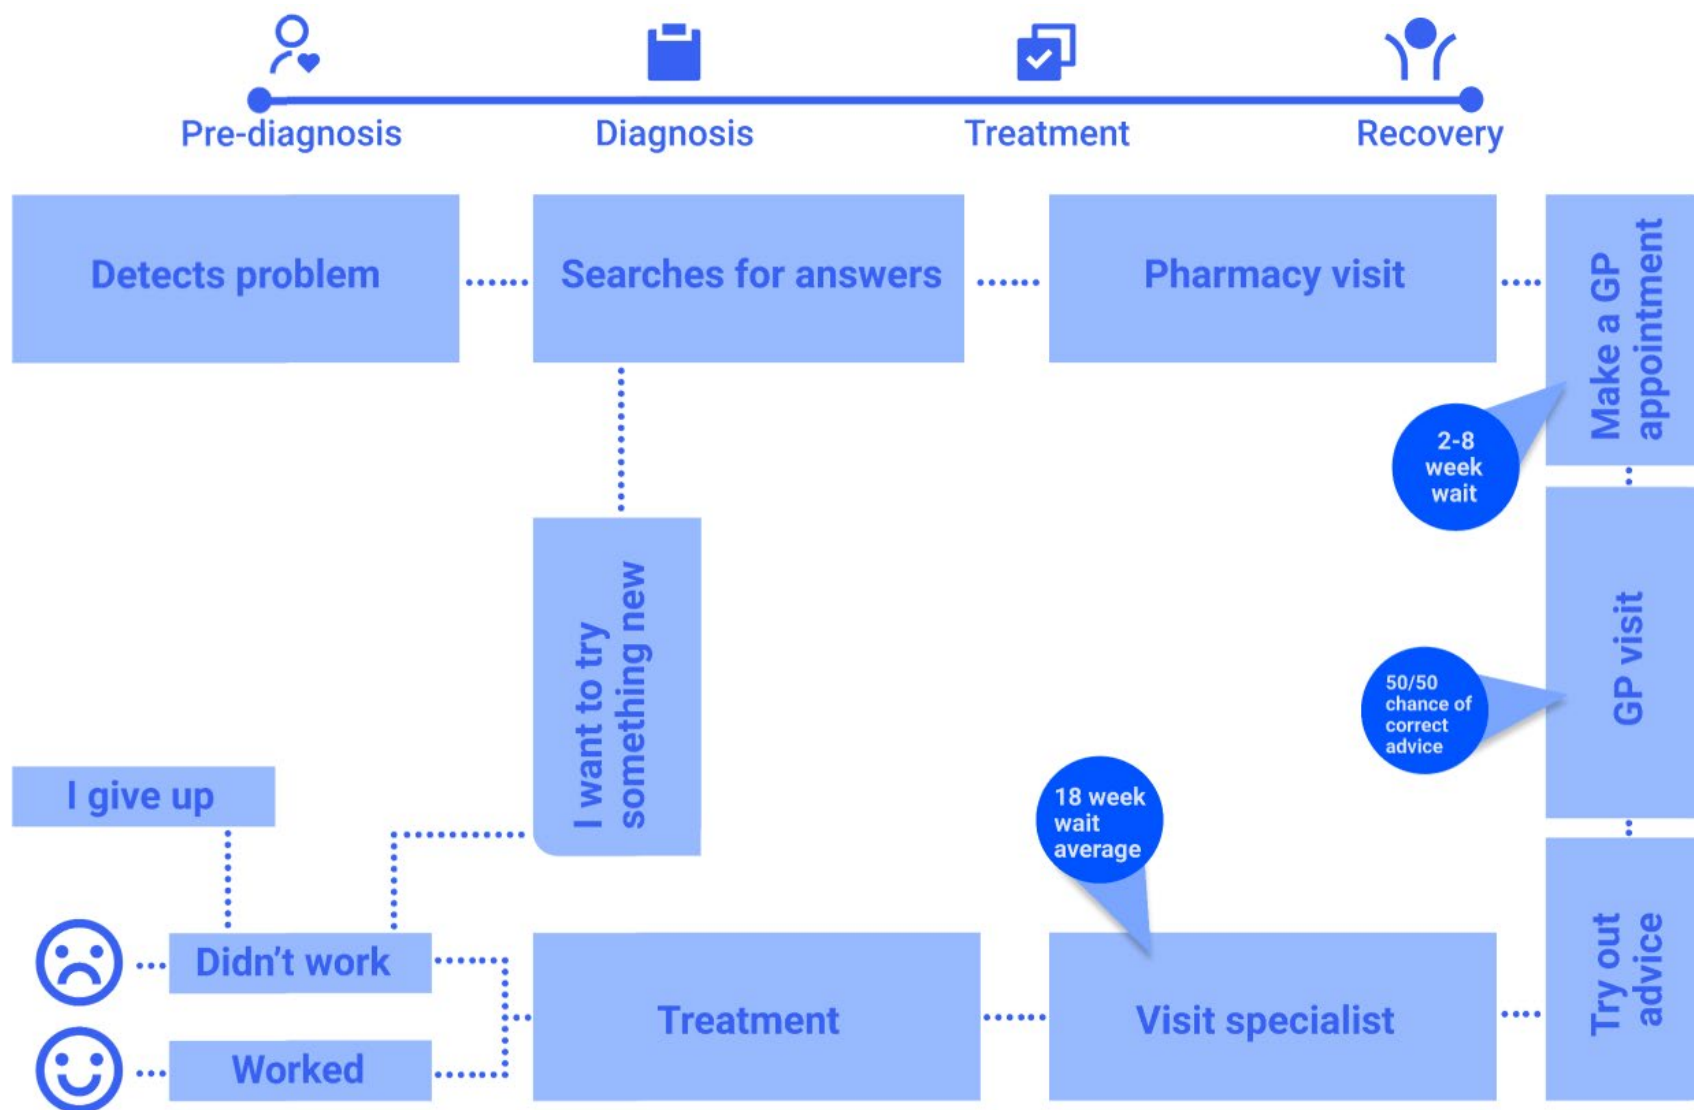 Pre-diagnosis
Diagnosis
Treatment
Recovery
Detects problem
Searches for answers
Pharmacy visit
Make a GP
appointment
2-8
week
wait
GP visit
50/50
chance of
correct
advice
Try out
advice
Visit specialist
18 week
wait
average
Treatment
Didn't work
Worked
I give up
I want to try
something new